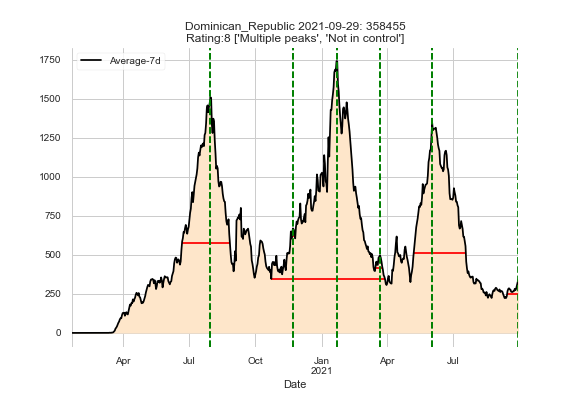 Dominican_Republic 2021-09-29: 358455
Rating:8 ['Multiple peaks', 'Not in control']
Average-7d
1750
1500
1250
1000
750
500
250
0
Apr
Jul
Oct
Jan
2021
Apr
Jul
Date